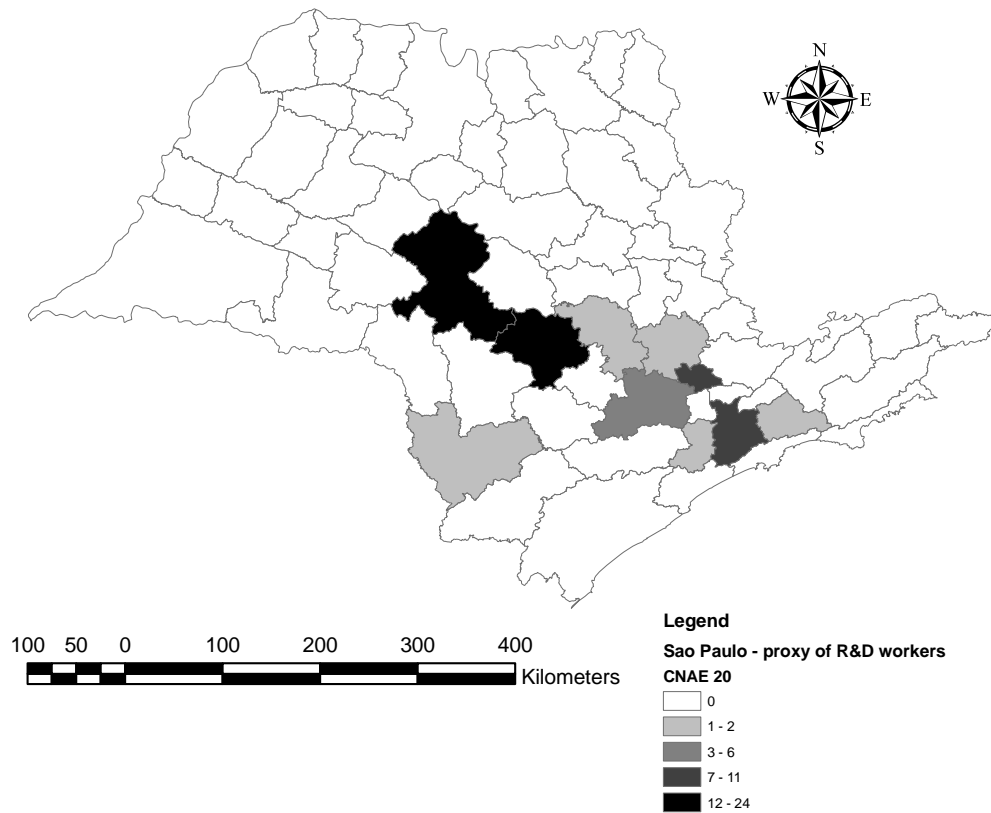 N
W E
S
100 50 0 100 200 300 400
Kilometers
Legend
Sao Paulo - proxy of R&D workers
CNAE 20
0
1 - 2
3 - 6
7 - 11
12 - 24